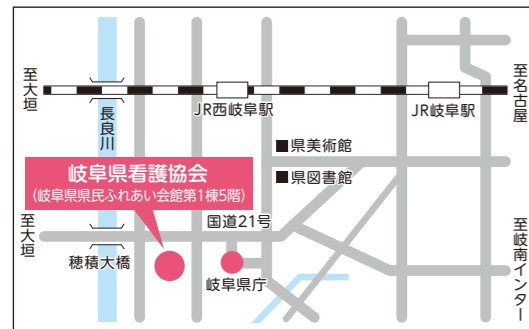 至大垣
至名古屋
JR西岐阜駅
JR岐阜駅
長良川
■県美術館
岐阜県看護協会
(岐阜県県民ふれあい会館第1棟5階)
■県図書館
国道21号
至大垣
至岐南インター
穂積大橋
岐阜県庁